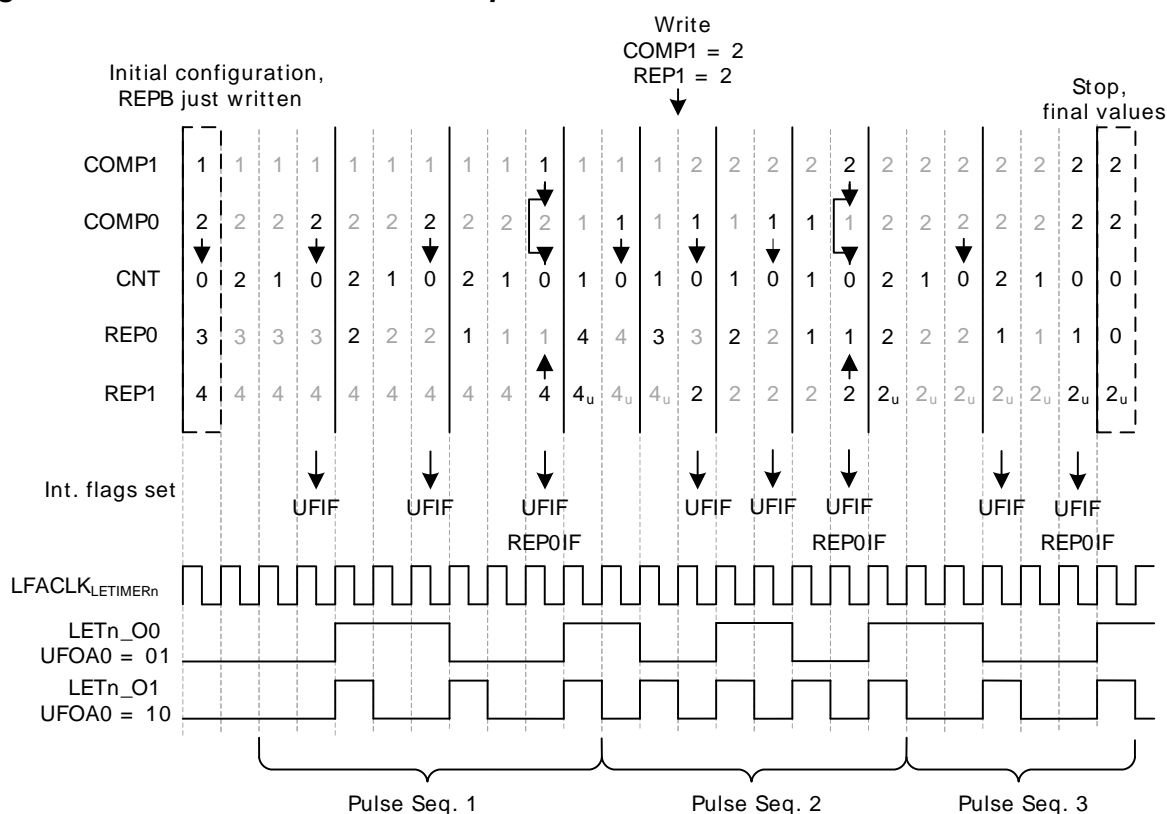 Write
COMP1 = 2
REP1 = 2
Initial configuration,
REPB just written
Stop,
final values
COMP1 1 1 1 1 1 1 1 1 1 1 1 1 1 2 2 2 2 2 2 2 2 2 2 2 2
COMP0 2 2 2 2 2 2 2 2 2 2 1 1 1 1 1 1 1 1 2 2 2 2 2 2 2
CNT 0 2 1 0 2 1 0 2 1 0 1 0 1 0 1 0 1 0 2 1 0 2 1 0 0
REP0 3 3 3 3 2 2 2 1 1 1 4 4 3 3 2 2 1 1 2 2 2 1 1 1 0
REP1 4 4 4 4 4 4 4 4 4 4 4u 4u 4u 2 2 2 2 2 2u 2u 2u 2u 2u 2u 2u
Int. flags set
UFIF UFIF UFIF UFIF UFIF UFIF UFIF UFIF
REP0IF REP0IF REP0IF
LFACLKLETIMERn
LETn_O0
UFOA0 = 01
LETn_O1
UFOA0 = 10
Pulse Seq. 1 Pulse Seq. 2 Pulse Seq. 3